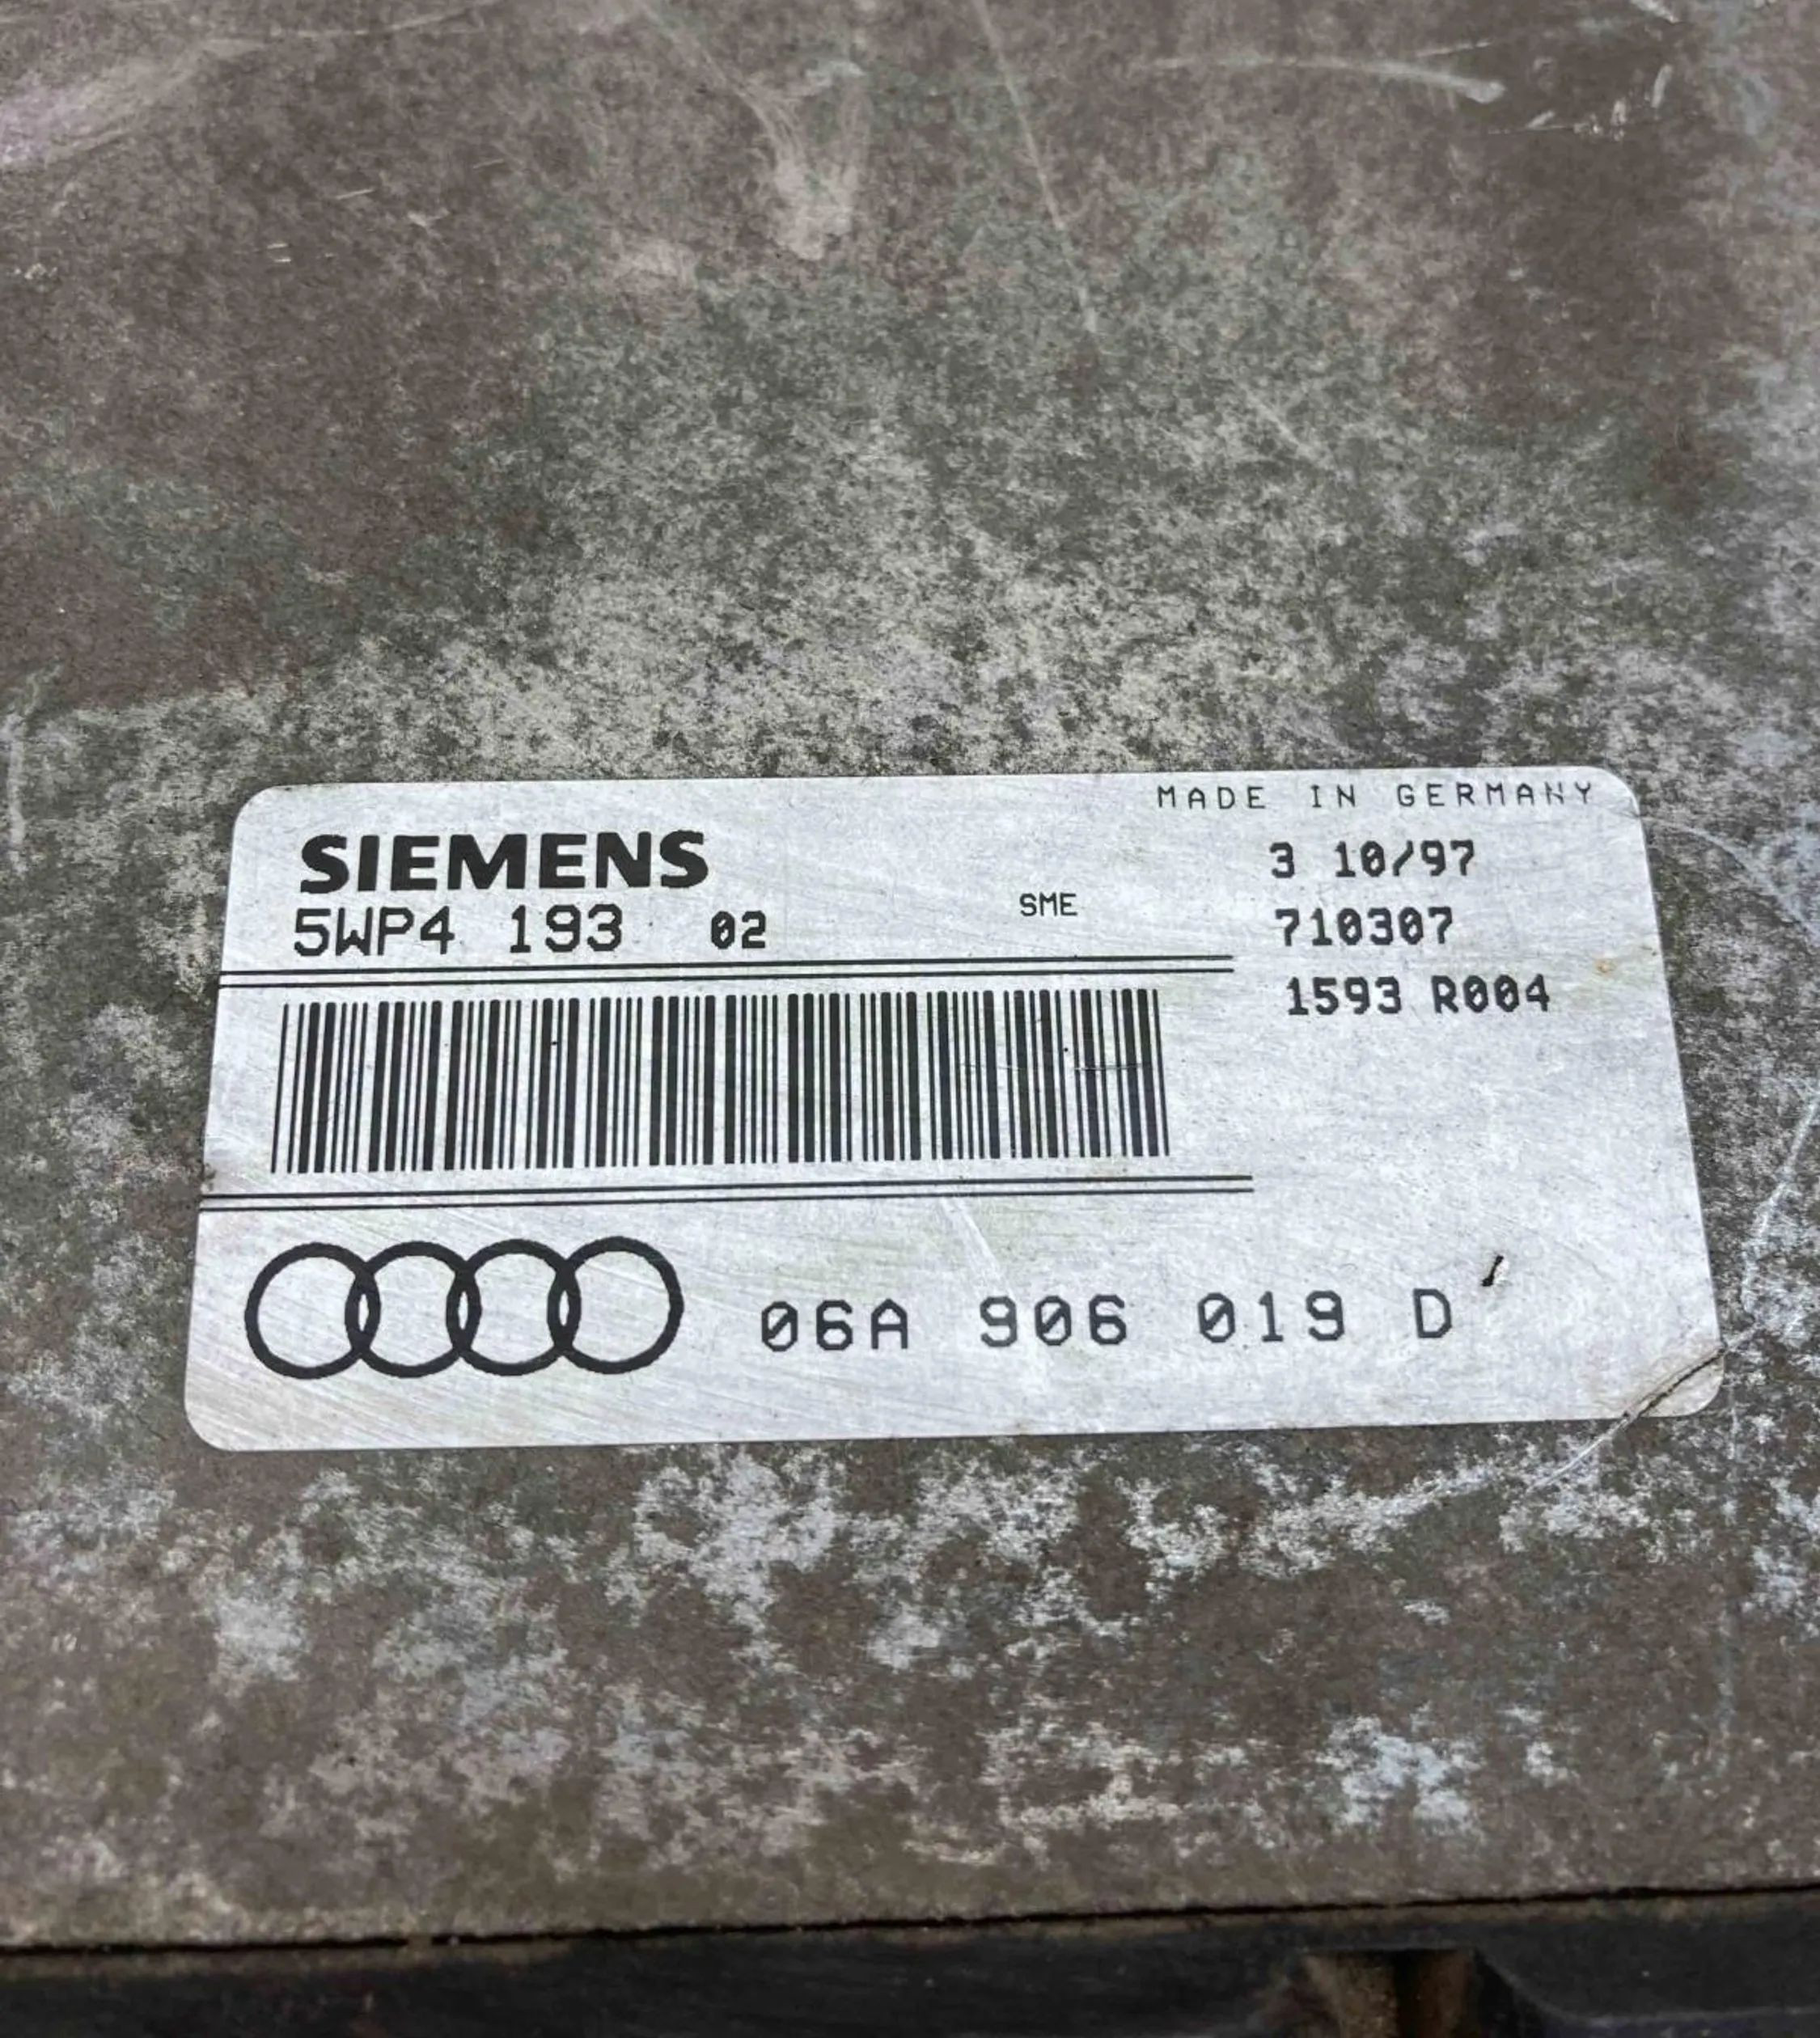 MADE IN GERMANY
SIEMENS
3 10/97
5WP4 193 02
SME
710307
1593 R004
06A 906 019 D